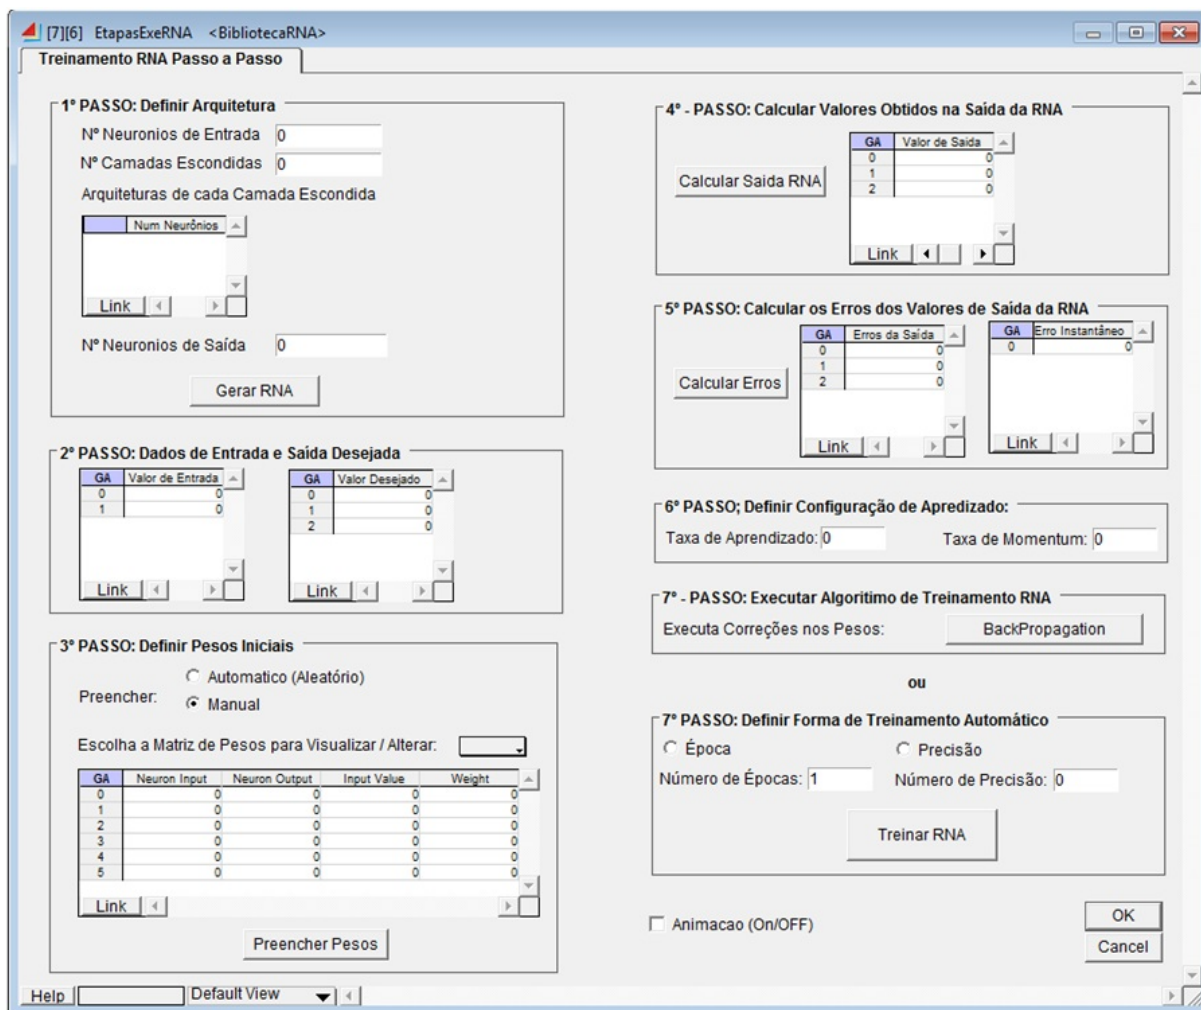 [7][6] EtapasExeRNA <BibliotecaRNA>
Treinamento RNA Passo a Passo
1º PASSO: Definir Arquitetura
Nº Neuronios de Entrada 0
Nº Camadas Escondidas 0
Arquiteturas de cada Camada Escondida
Num Neurônios
Link
Nº Neuronios de Saída 0
Gerar RNA
2º PASSO: Dados de Entrada e Saída Desejada
GA Valor de Entrada
0 0
1 0
Link
GA Valor Desejado
0 0
1 0
2 0
Link
3º PASSO: Definir Pesos Iniciais
Preencher:
Automatico (Aleatório)
Manual
Escolha a Matriz de Pesos para Visualizar / Alterar:
GA Neuron Input Neuron Output Input Value Weight
0 0 0 0 0
1 0 0 0 0
2 0 0 0 0
3 0 0 0 0
4 0 0 0 0
5 0 0 0 0
Link
Preencher Pesos
4º - PASSO: Calcular Valores Obtidos na Saída da RNA
Calcular Saida RNA
GA Valor de Saida
0 0
1 0
2 0
Link
5º PASSO: Calcular os Erros dos Valores de Saída da RNA
Calcular Erros
GA Erros da Saída
0 0
1 0
2 0
Link
GA Erro Instantâneo
0 0
Link
6º PASSO; Definir Configuração de Apredizado:
Taxa de Aprendizado: 0 Taxa de Momentum: 0
7º - PASSO: Executar Algoritimo de Treinamento RNA
Executa Correções nos Pesos: BackPropagation
ou
7º PASSO: Definir Forma de Treinamento Automático
Época Precisão
Número de Épocas: 1 Número de Precisão: 0
Treinar RNA
Animacao (On/OFF)
OK
Cancel
Help Default View